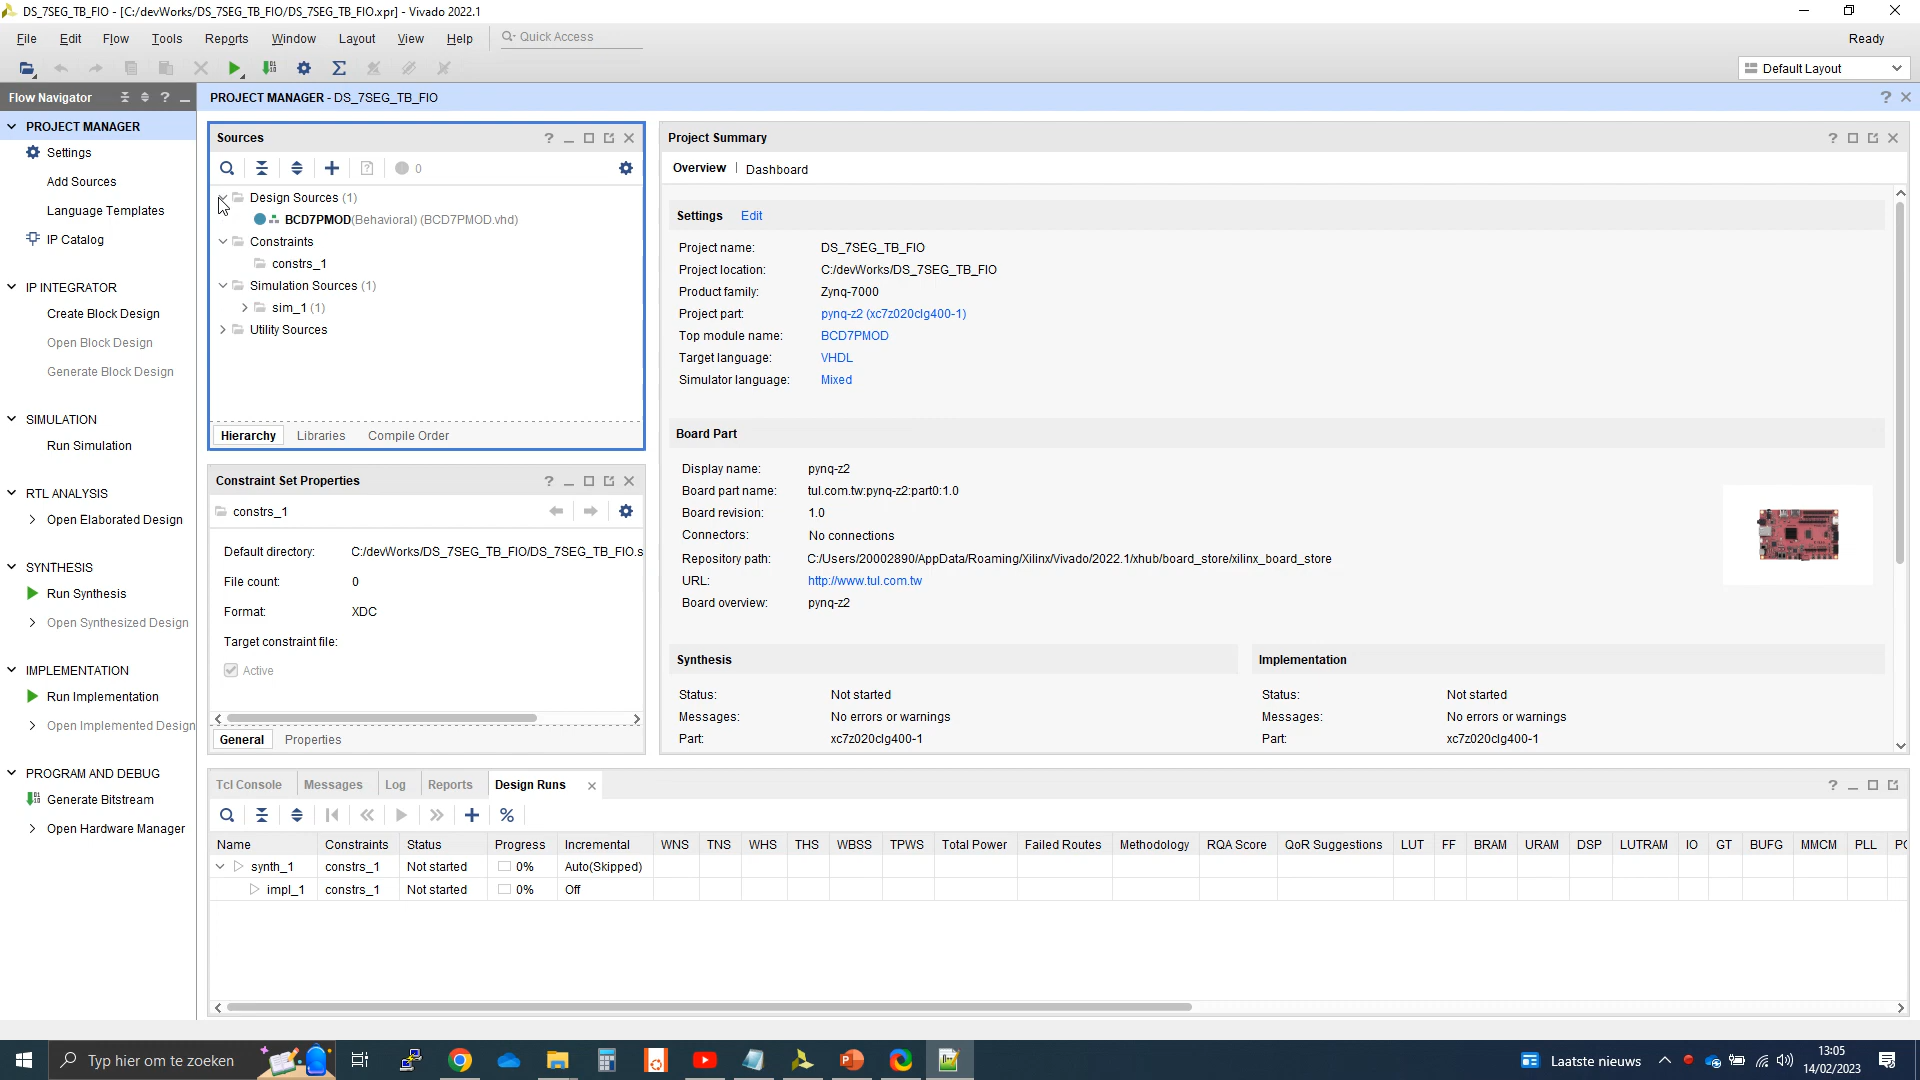 DS_7SEG_TB_FIO - [C:/devWorks/DS_7SEG_TB_FIO/DS_7SEG_TB_FIO.xpr] - Vivado 2022.1
File Edit Flow Tools Reports Window Layout View Help Quick Access Ready
Default Layout
Flow Navigator
PROJECT MANAGER - DS_7SEG_TB_FIO
PROJECT MANAGER
Settings
Add Sources
Language Templates
IP Catalog
IP INTEGRATOR
Create Block Design
Open Block Design
Generate Block Design
SIMULATION
Run Simulation
RTL ANALYSIS
Open Elaborated Design
SYNTHESIS
Run Synthesis
Open Synthesized Design
IMPLEMENTATION
Run Implementation
Open Implemented Design
PROGRAM AND DEBUG
Generate Bitstream
Open Hardware Manager
Sources
0
Design Sources (1)
BCD7PMOD(Behavioral) (BCD7PMOD.vhd)
Constraints
constrs_1
Simulation Sources (1)
sim_1 (1)
Utility Sources
Hierarchy Libraries Compile Order
Constraint Set Properties
constrs_1
Default directory: C:/devWorks/DS_7SEG_TB_FIO/DS_7SEG_TB_FIO.s
File count: 0
Format: XDC
Target constraint file:
Active
General Properties
Project Summary
Overview | Dashboard
Settings Edit
Project name: DS_7SEG_TB_FIO
Project location: C:/devWorks/DS_7SEG_TB_FIO
Product family: Zynq-7000
Project part: pynq-z2 (xc7z020clg400-1)
Top module name: BCD7PMOD
Target language: VHDL
Simulator language: Mixed
Board Part
Display name: pynq-z2
Board part name: tul.com.tw:pynq-z2:part0:1.0
Board revision: 1.0
Connectors: No connections
Repository path: C:/Users/20002890/AppData/Roaming/Xilinx/Vivado/2022.1/xhub/board_store/xilinx_board_store
URL: http://www.tul.com.tw
Board overview: pynq-z2
Synthesis
Status: Not started
Messages: No errors or warnings
Part: xc7z020clg400-1
Implementation
Status: Not started
Messages: No errors or warnings
Part: xc7z020clg400-1
Tcl Console Messages Log Reports Design Runs
Name Constraints Status Progress Incremental WNS TNS WHS THS WBSS TPWS Total Power Failed Routes Methodology RQA Score QoR Suggestions LUT FF BRAM URAM DSP LUTRAM IO GT BUFG MMCM PLL PC
synth_1 constrs_1 Not started 0% Auto(Skipped)
impl_1 constrs_1 Not started 0% Off
Typ hier om te zoeken
Laatste nieuws
13:05
14/02/2023